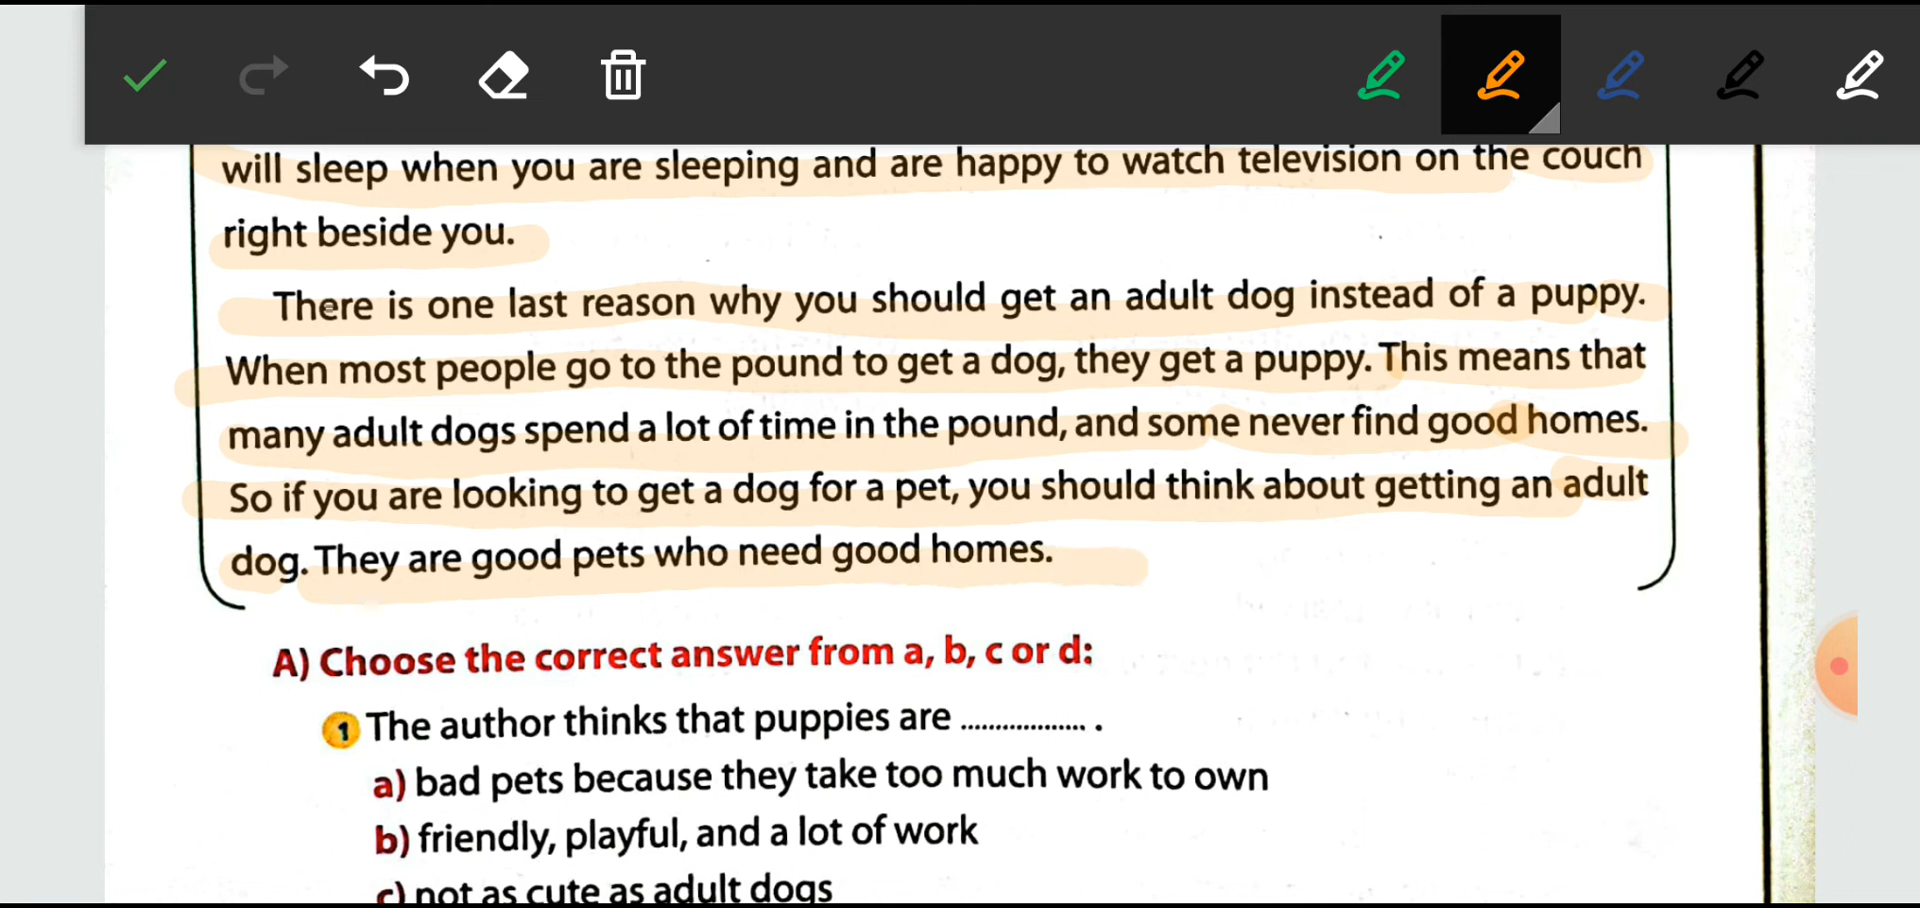 will sleep when you are sleeping and are happy to watch television on the couch
right beside you.
There is one last reason why you should get an adult dog instead of a puppy.
When most people go to the pound to get a dog, they get a puppy. This means that
many adult dogs spend a lot of time in the pound, and some never find good homes.
So if you are looking to get a dog for a pet, you should think about getting an adult
dog. They are good pets who need good homes.
A) Choose the correct answer from a, b, c or d:
1 The author thinks that puppies are .................. .
a) bad pets because they take too much work to own
b) friendly, playful, and a lot of work
c) not as cute as adult dogs